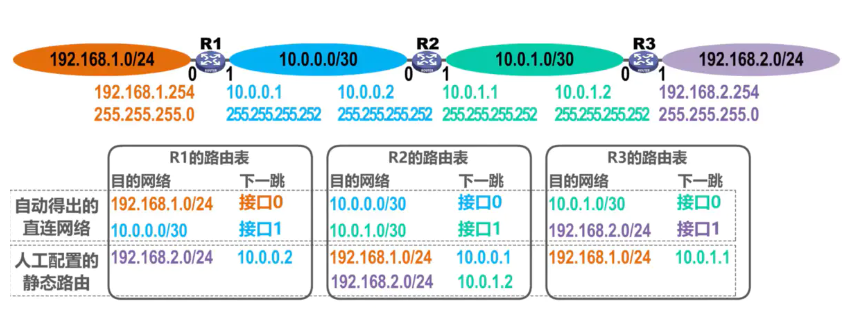 R1 R2 R3
192.168.1.0/24 10.0.0.0/30 10.0.1.0/30 192.168.2.0/24
0 1 0 1 0 1
192.168.1.254 10.0.0.1 10.0.0.2 10.0.1.1 10.0.1.2 192.168.2.254
255.255.255.0 255.255.255.252 255.255.255.252 255.255.255.252 255.255.255.252 255.255.255.0
R1的路由表 R2的路由表 R3的路由表
目的网络 下一跳 目的网络 下一跳 目的网络 下一跳
自动得出的
直连网络
192.168.1.0/24 接口0 10.0.0.0/30 接口0 10.0.1.0/30 接口0
10.0.0.0/30 接口1 10.0.1.0/30 接口1 192.168.2.0/24 接口1
人工配置的
静态路由
192.168.2.0/24 10.0.0.2 192.168.1.0/24 10.0.0.1 192.168.1.0/24 10.0.1.1
192.168.2.0/24 10.0.1.2